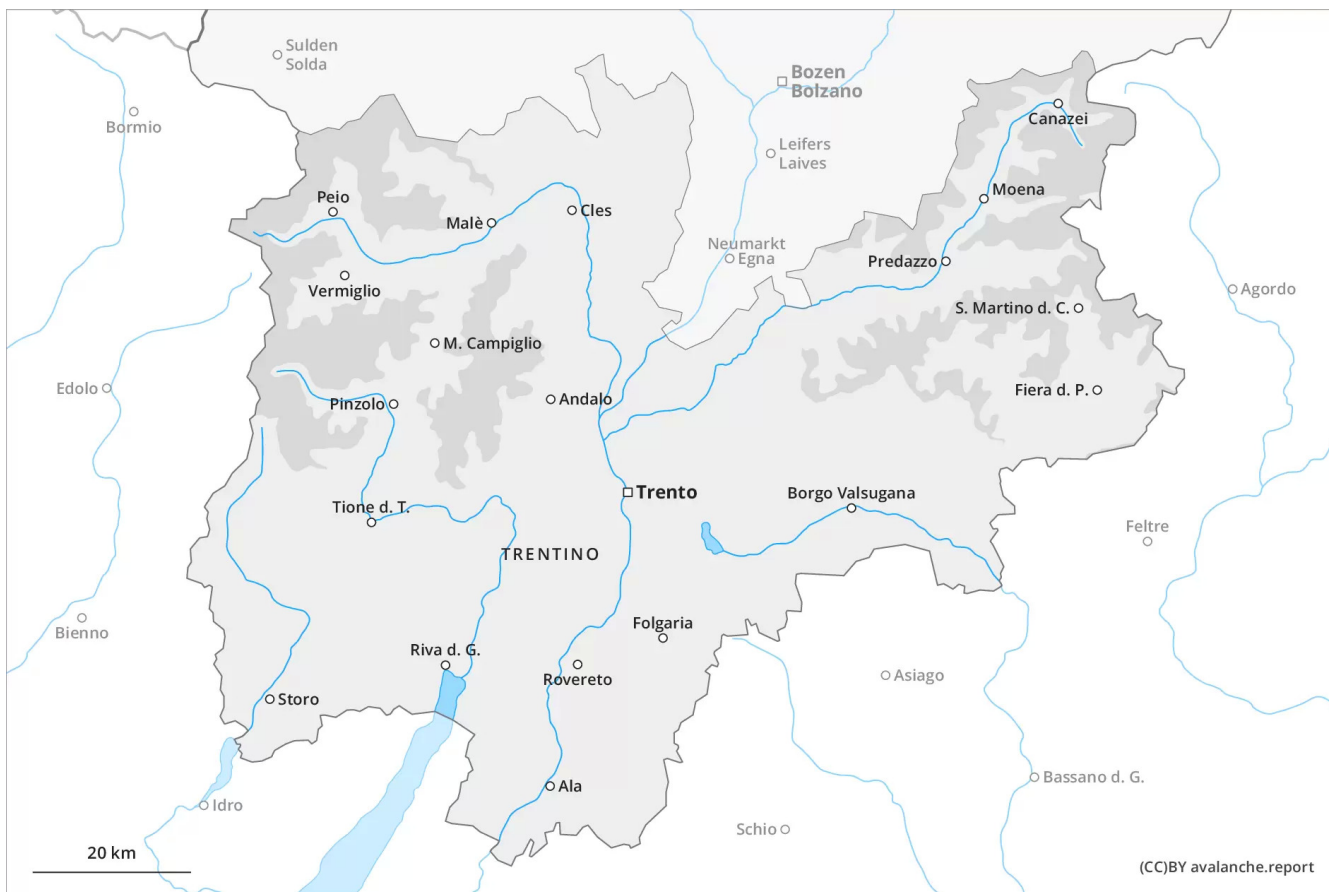 Sulden
Solda
Bozen
Bolzano
Bormio
Canazei
Leifers
Laives
Moena
Peio
Malè
Cles
Neumarkt
Egna
Predazzo
Vermiglio
Agordo
S. Martino d. C.
M. Campiglio
Edolo
Pinzolo
Andalo
Fiera d. P.
Trento
Borgo Valsugana
Tione d. T.
Feltre
TRENTINO
Bienno
Folgaria
Riva d. G.
Rovereto
Asiago
Storo
Bassano d. G.
Ala
Idro
Schio
20 km
(CC)BY avalanche.report